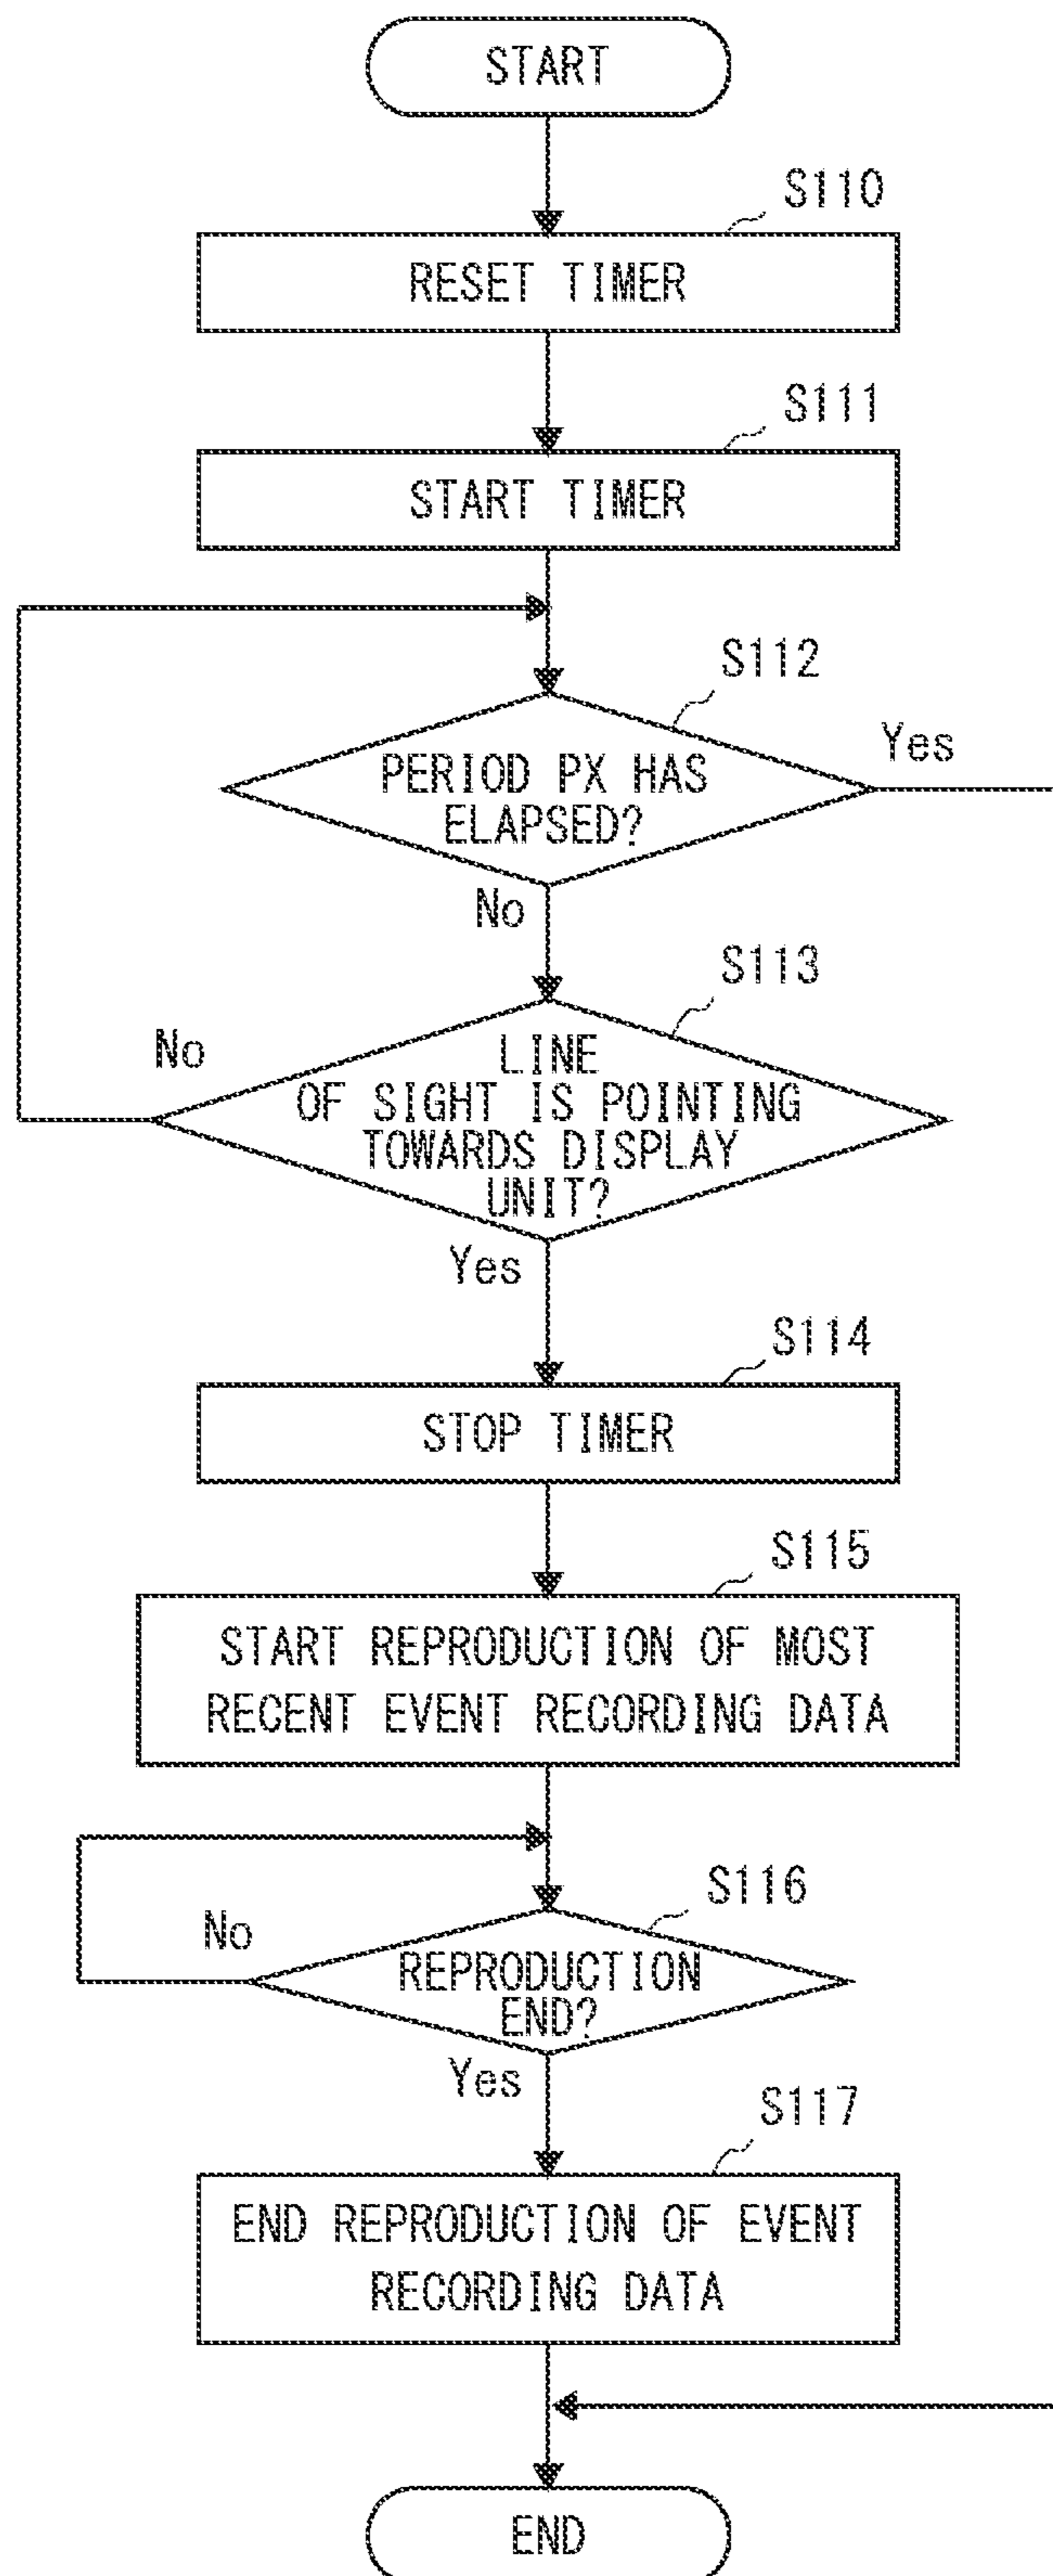 START
S110
RESET TIMER
S111
START TIMER
S112
Yes
PERIOD PX HAS
ELAPSED?
No
S113
No
LINE
OF SIGHT IS POINTING
TOWARDS DISPLAY
UNIT?
Yes
S114
STOP TIMER
S115
START REPRODUCTION OF MOST
RECENT EVENT RECORDING DATA
S116
No
REPRODUCTION
END?
Yes
S117
END REPRODUCTION OF EVENT
RECORDING DATA
END